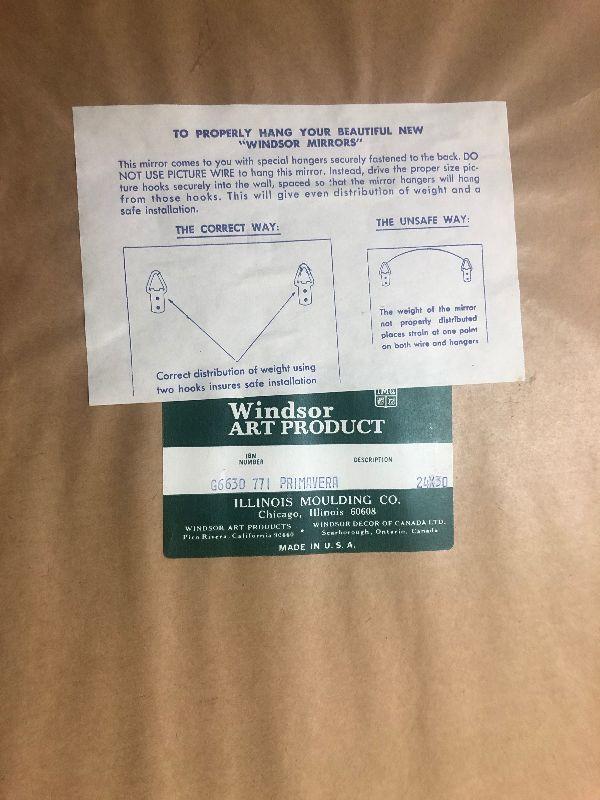 TO PROPERLY HANG YOUR BEAUTIFUL NEW
"WINDSOR MIRRORS"
This mirror comes to you with special hangers securely fastened to the back. DO
NOT USE PICTURE WIRE to hang this mirror. Instead, drive the proper size pic-
ture hooks securely into the wall, spaced so that the mirror hangers will hang
from those hooks. This will give even distribution of weight and a
safe installation.
THE CORRECT WAY:
Correct distribution of weight using
two hooks insures safe installation
THE UNSAFE WAY:
The weight of the mirror
not properly distributed
places strain at one point
on both wire and hangers
Windsor
ART PRODUCT
IBM
NUMBER
DESCRIPTION
G6630 771 PRIMAVERA 24X30
ILLINOIS MOULDING CO.
Chicago, Illinois 60608
WINDSOR ART PRODUCTS
Pico Rivera, California 90660
WINDSOR DECOR OF CANADA LTD.
Scarborough, Ontario, Canada
MADE IN U.S.A.